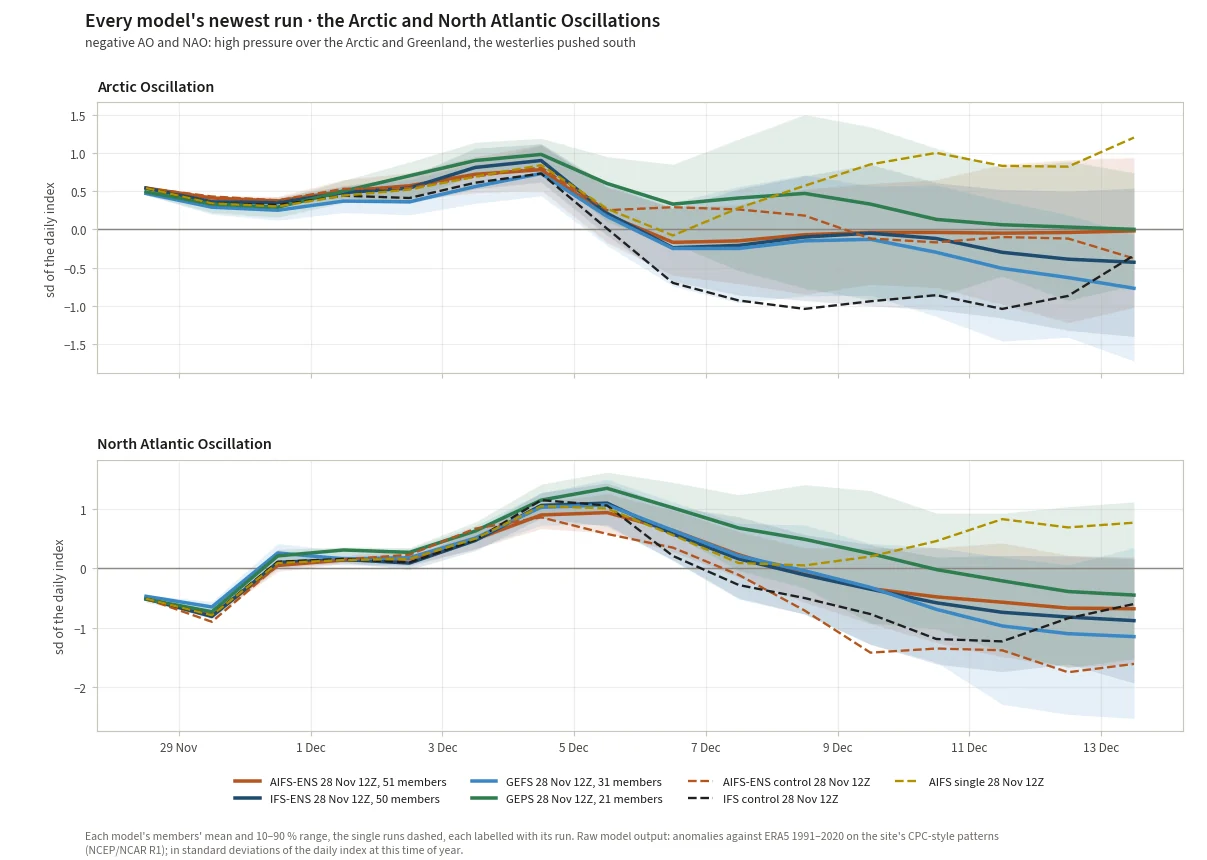 Every model's newest run · the Arctic and North Atlantic Oscillations
negative AO and NAO: high pressure over the Arctic and Greenland, the westerlies pushed south
Arctic Oscillation
sd of the daily index
1.5
1.0
0.5
0.0
−0.5
−1.0
−1.5
North Atlantic Oscillation
sd of the daily index
1
0
−1
−2
29 Nov 1 Dec 3 Dec 5 Dec 7 Dec 9 Dec 11 Dec 13 Dec
AIFS-ENS 28 Nov 12Z, 51 members GEFS 28 Nov 12Z, 31 members AIFS-ENS control 28 Nov 12Z AIFS single 28 Nov 12Z
IFS-ENS 28 Nov 12Z, 50 members GEPS 28 Nov 12Z, 21 members IFS control 28 Nov 12Z
Each model's members' mean and 10–90 % range, the single runs dashed, each labelled with its run. Raw model output: anomalies against ERA5 1991–2020 on the site's CPC-style patterns
(NCEP/NCAR R1); in standard deviations of the daily index at this time of year.